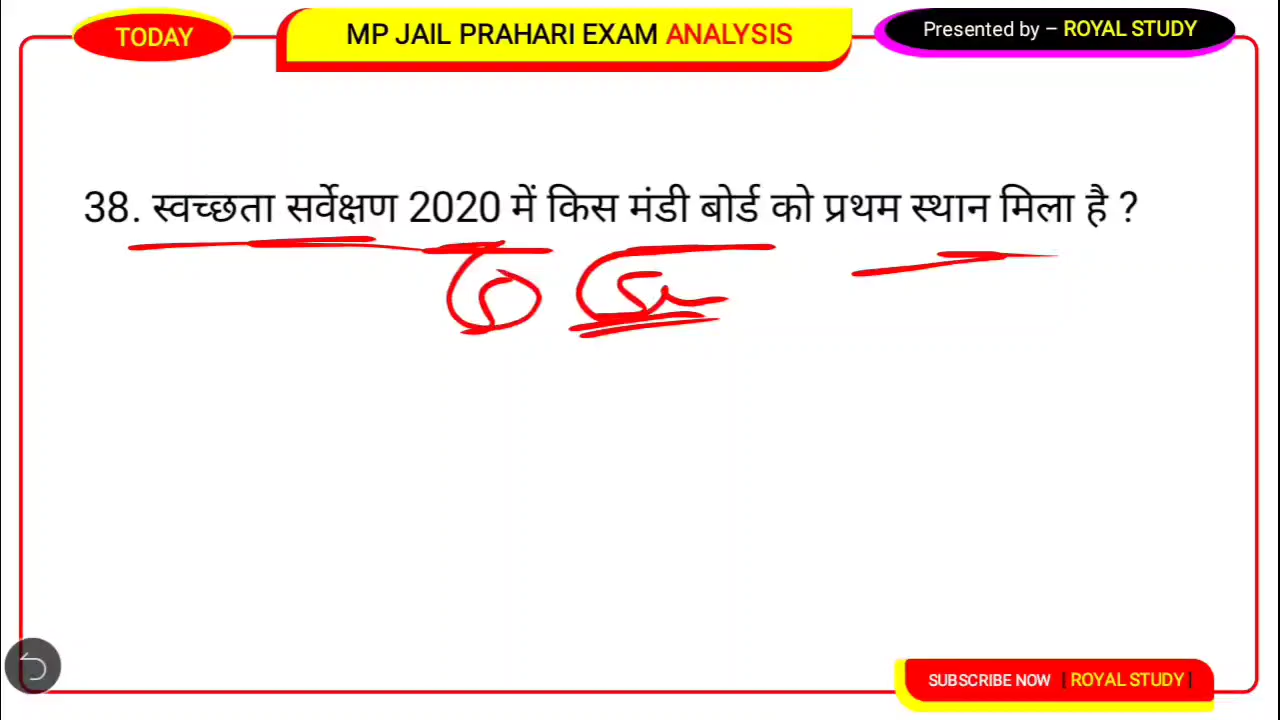 TODAY
MP JAIL PRAHARI EXAM ANALYSIS
Presented by – ROYAL STUDY
38. स्वच्छता सर्वेक्षण 2020 में किस मंडी बोर्ड को प्रथम स्थान मिला है ?
SUBSCRIBE NOW | ROYAL STUDY |